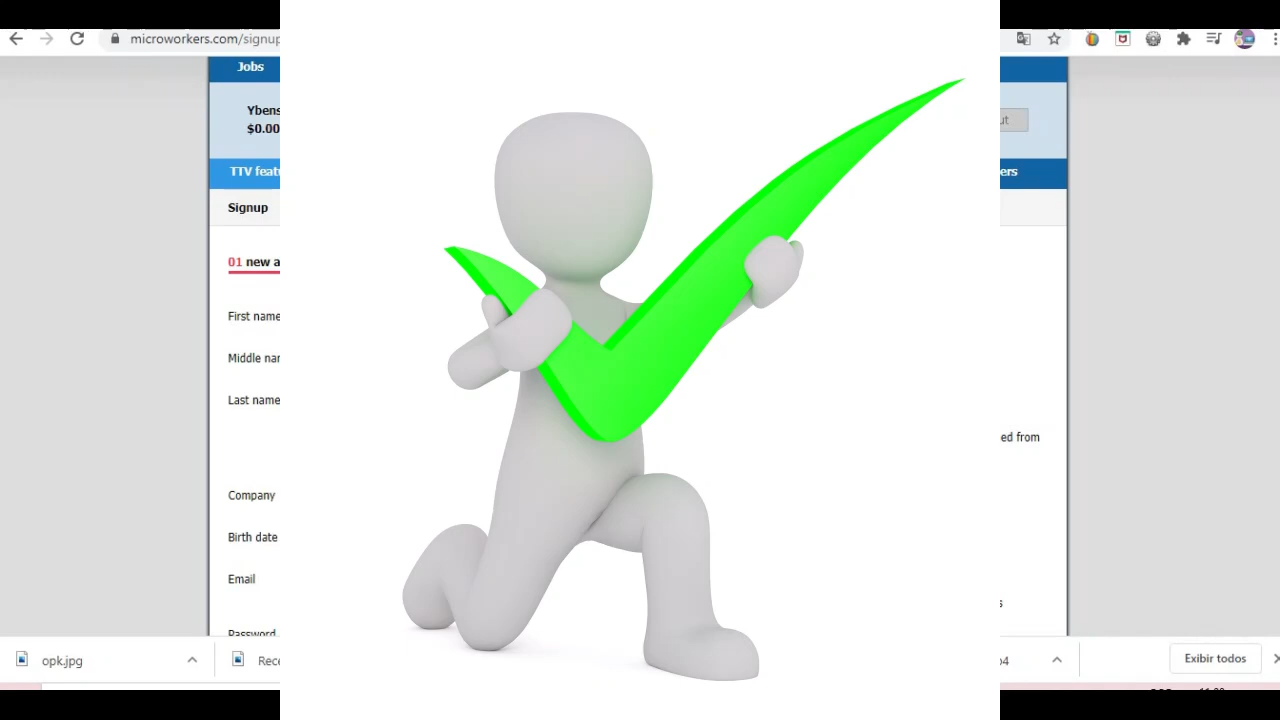 microworkers.com/signup
Jobs
Ybens
$0.00
ut
TTV feat
ers
Signup
01 new a
First name
Middle nar
Last name
ed from
Company
Birth date
Email
s
Password
opk.jpg
Rece
Exibir todos